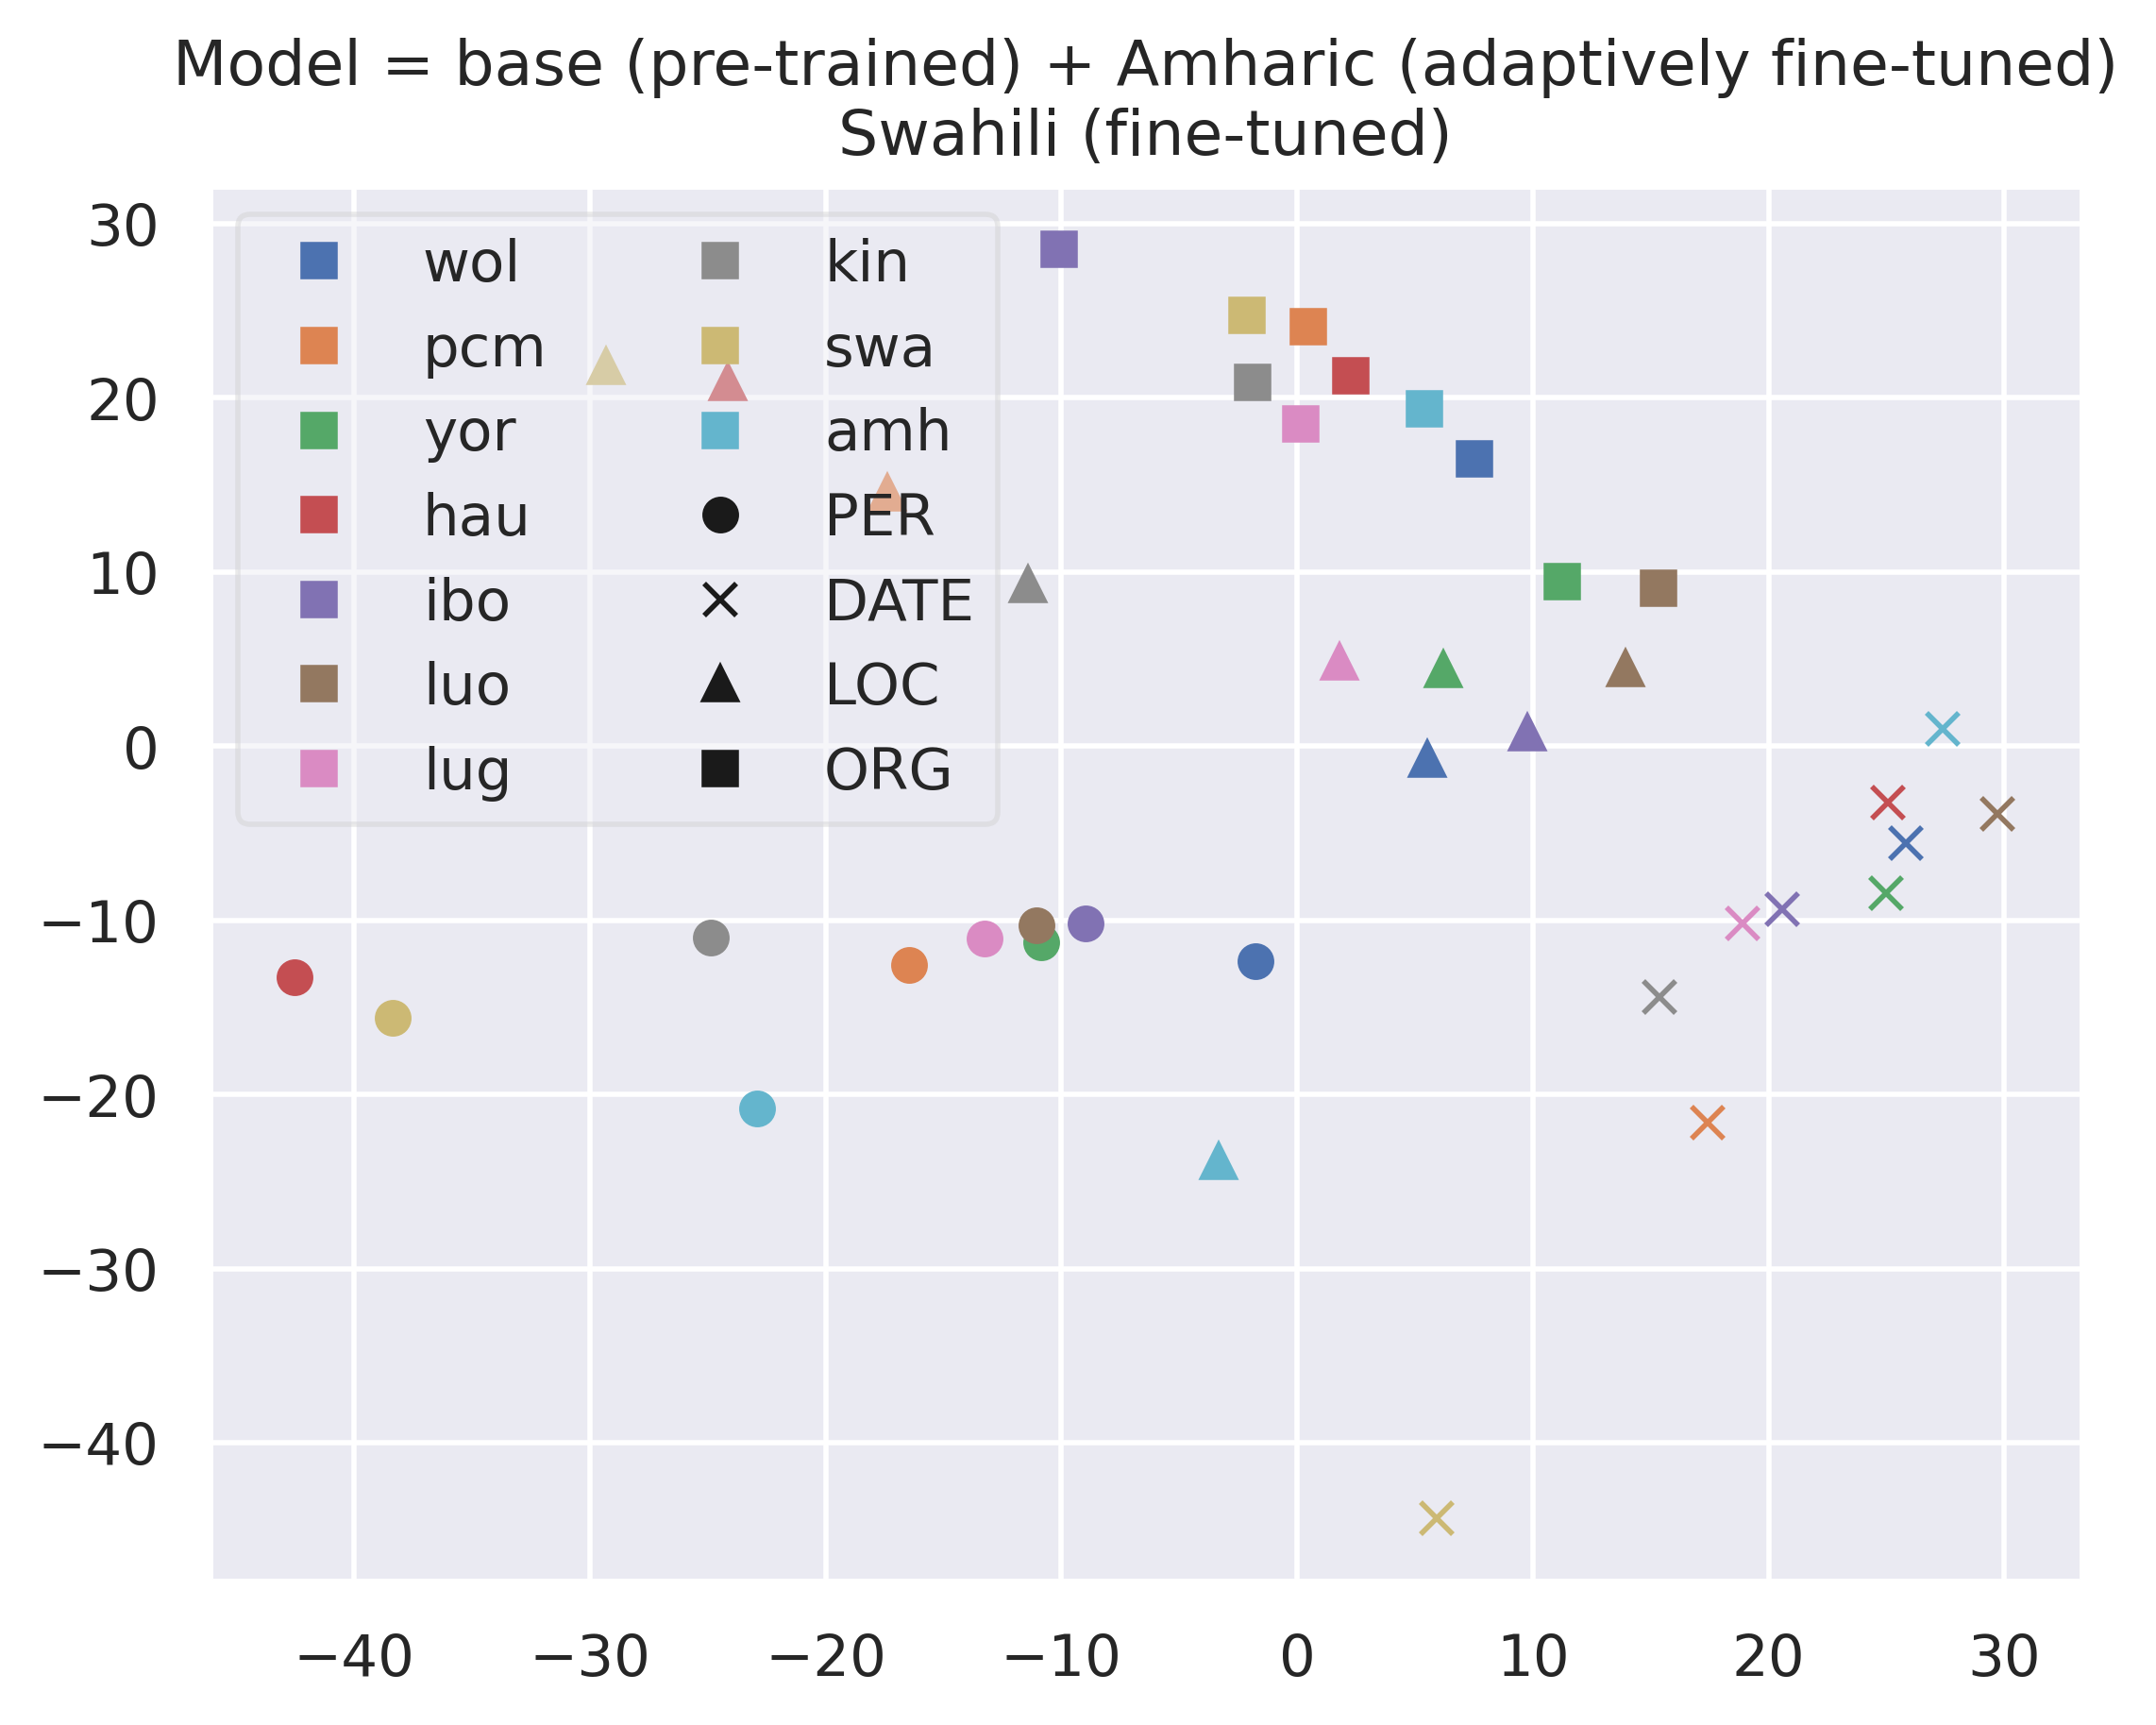 Model = base (pre-trained) + Amharic (adaptively fine-tuned)
Swahili (fine-tuned)
30
20
10
0
−10
−20
−30
−40
wol
pcm
yor
hau
ibo
luo
lug
kin
swa
amh
PER
DATE
LOC
ORG
−40 −30 −20 −10 0 10 20 30